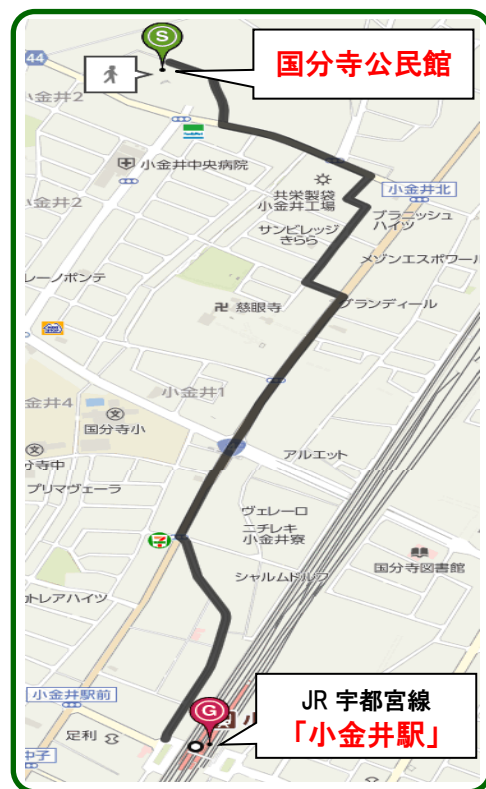 S
国分寺公民館
44
小金井2
小金井中央病院
共栄製袋
小金井工場
小金井北
小金井2
サンビレッジ
きらら
ブラニッシュ
ハイツ
メゾンエスポワール
レーノポンテ
慈眼寺
グランディール
小金井1
金井4
国分寺小
分寺中
アルエット
プリマヴェーラ
ヴェレーロ
ニチレキ
小金井寮
7
国分寺図書館
シャルムドルフ
カトレアハイツ
小金井駅前
G
小
JR 宇都宮線
「小金井駅」
足利
中子